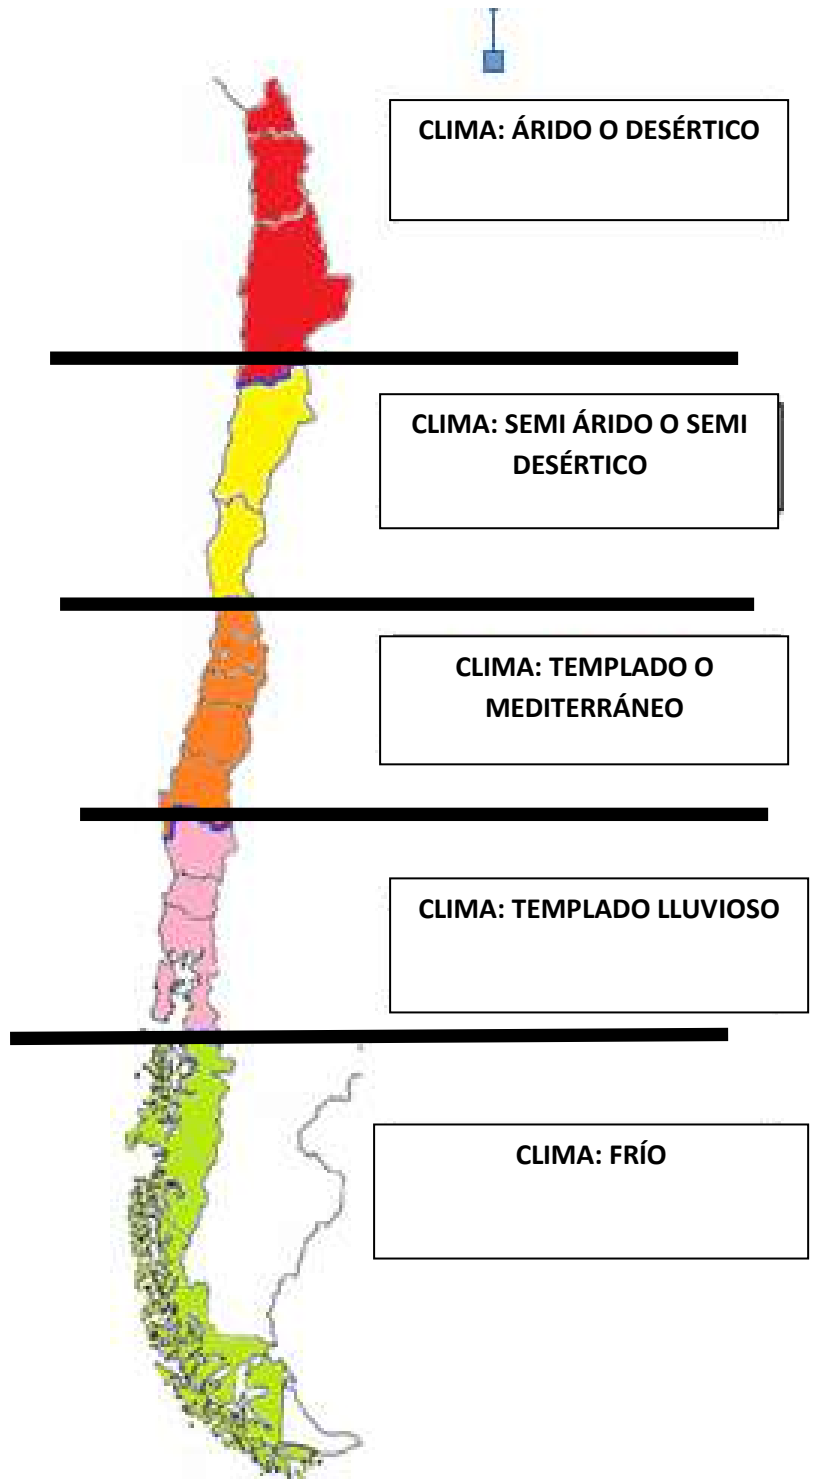 CLIMA: ÁRIDO O DESÉRTICO
CLIMA: SEMI ÁRIDO O SEMI
DESÉRTICO
CLIMA: TEMPLADO O
MEDITERRÁNEO
CLIMA: TEMPLADO LLUVIOSO
CLIMA: FRÍO